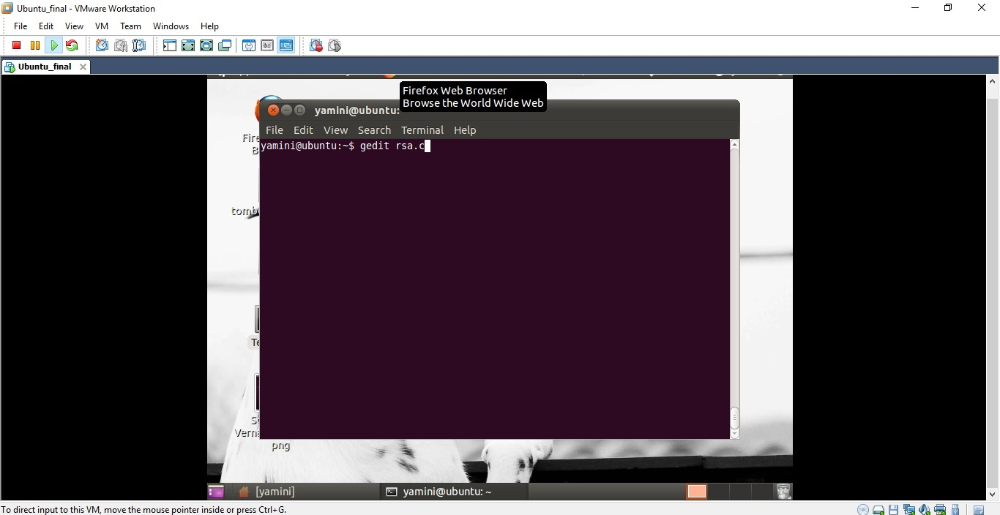 Ubuntu_final - VMware Workstation
File Edit View VM Team Windows Help
Ubuntu_final
Firefox Web Browser
Browse the World Wide Web
yamini@ubuntu:
File Edit View Search Terminal Help
yamini@ubuntu:~$ gedit rsa.c
Fire
B
tomb
Te
S
Verna
png
[yamini]
yamini@ubuntu: ~
To direct input to this VM, move the mouse pointer inside or press Ctrl+G.